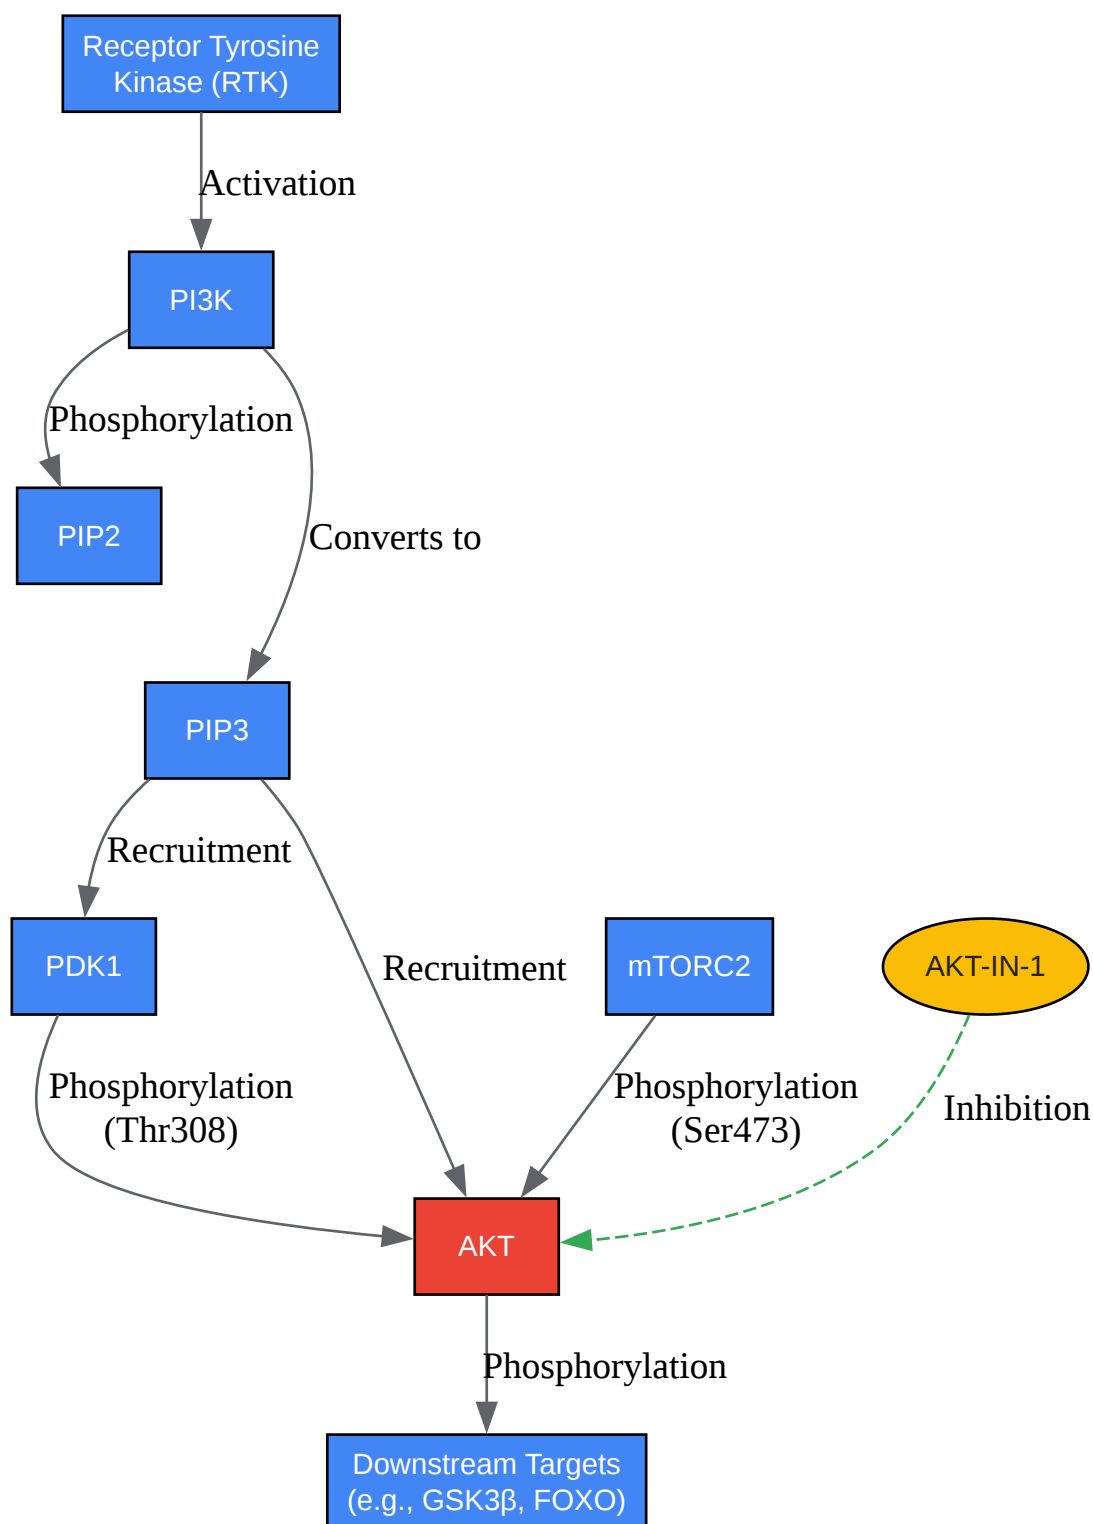 Receptor Tyrosine
Kinase (RTK)
Activation
PI3K
Phosphorylation
PIP2
Converts to
PIP3
Recruitment
Recruitment
PDK1
mTORC2
AKT-IN-1
Phosphorylation
(Thr308)
Phosphorylation
(Ser473)
Inhibition
AKT
Phosphorylation
Downstream Targets
(e.g., GSK3β, FOXO)